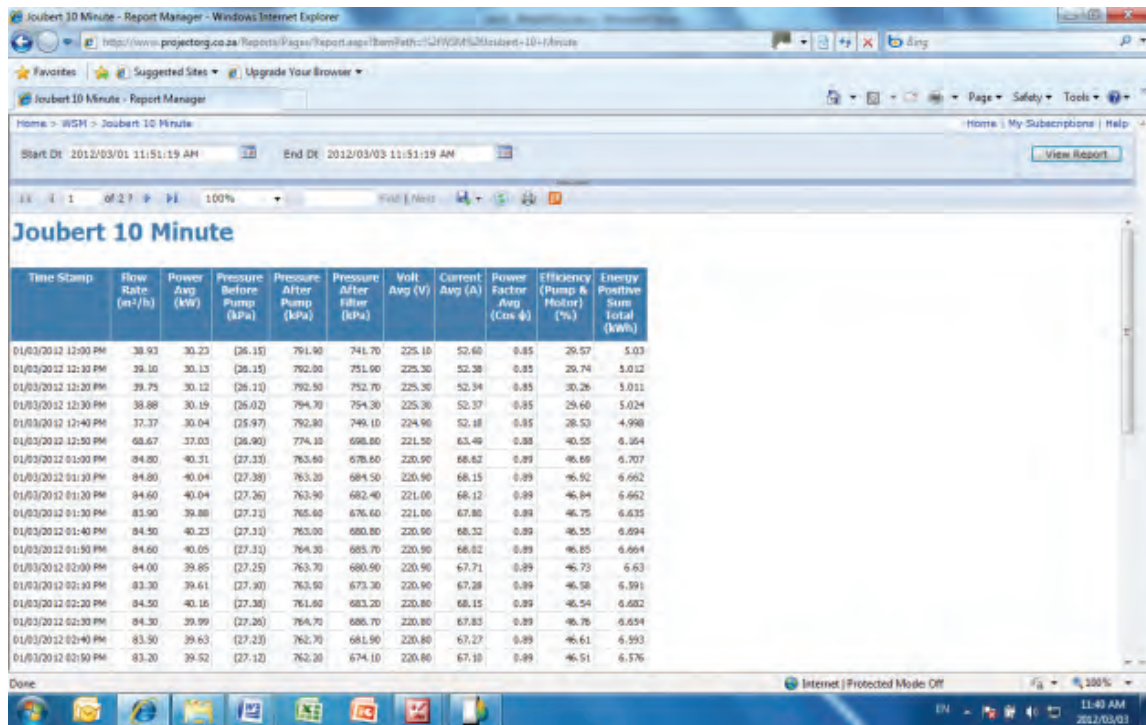 Joubert 10 Minute - Report Manager - Windows Internet Explorer
bing
Favorites Suggested Sites Upgrade Your Browser
Joubert 10 Minute - Report Manager Page Safety Tools
Home > WSM > Joubert 10 Minute Home | My Subscriptions | Help
Start Dt 2012/03/01 11:51:19 AM End Dt 2012/03/03 11:51:19 AM View Report
1 of 2 ? 100% Find | Next
Joubert 10 Minute
Time Stamp Flow Rate (m³/h) Power Avg (kW) Pressure Before Pump (kPa) Pressure After Pump (kPa) Pressure After Filter (kPa) Volt Avg (V) Current Avg (A) Power Factor Avg (Cos ϕ) Efficiency (Pump & Motor) (%) Energy Positive Sum Total (kWh)
01/03/2012 12:00 PM 38.93 30.23 (26.15) 791.90 741.70 225.10 52.60 0.85 29.57 5.03
01/03/2012 12:10 PM 39.10 30.13 (26.15) 792.00 751.90 225.30 52.38 0.85 29.74 5.012
01/03/2012 12:20 PM 39.75 30.12 (26.11) 792.50 752.70 225.30 52.34 0.85 30.26 5.011
01/03/2012 12:30 PM 38.88 30.19 (26.02) 794.70 754.30 225.30 52.37 0.85 29.60 5.024
01/03/2012 12:40 PM 37.37 30.04 (25.97) 792.80 749.10 224.90 52.18 0.85 28.53 4.998
01/03/2012 12:50 PM 68.67 37.03 (26.90) 774.10 698.80 221.50 63.49 0.88 40.55 6.164
01/03/2012 01:00 PM 84.80 40.31 (27.33) 763.60 678.60 220.90 68.62 0.89 46.69 6.707
01/03/2012 01:10 PM 84.80 40.04 (27.38) 763.20 684.50 220.90 68.15 0.89 46.92 6.662
01/03/2012 01:20 PM 84.60 40.04 (27.26) 763.90 682.40 221.00 68.12 0.89 46.84 6.662
01/03/2012 01:30 PM 83.90 39.88 (27.21) 765.60 676.60 221.00 67.80 0.89 46.75 6.635
01/03/2012 01:40 PM 84.50 40.23 (27.31) 763.00 680.80 220.90 68.32 0.89 46.55 6.694
01/03/2012 01:50 PM 84.60 40.05 (27.31) 764.30 685.70 220.90 68.02 0.89 46.85 6.664
01/03/2012 02:00 PM 84.00 39.85 (27.25) 763.70 680.90 220.90 67.71 0.89 46.73 6.63
01/03/2012 02:10 PM 83.30 39.61 (27.30) 763.50 673.30 220.90 67.28 0.89 46.58 6.591
01/03/2012 02:20 PM 84.50 40.16 (27.38) 761.60 683.20 220.80 68.15 0.89 46.54 6.682
01/03/2012 02:30 PM 84.30 39.99 (27.26) 764.70 686.70 220.80 67.83 0.89 46.76 6.654
01/03/2012 02:40 PM 83.50 39.63 (27.23) 762.70 681.90 220.80 67.27 0.89 46.61 6.593
01/03/2012 02:50 PM 83.20 39.52 (27.12) 762.20 674.10 220.80 67.10 0.89 46.51 6.576
Done Internet | Protected Mode: Off 100%
EN 11:40 AM
2012/03/03